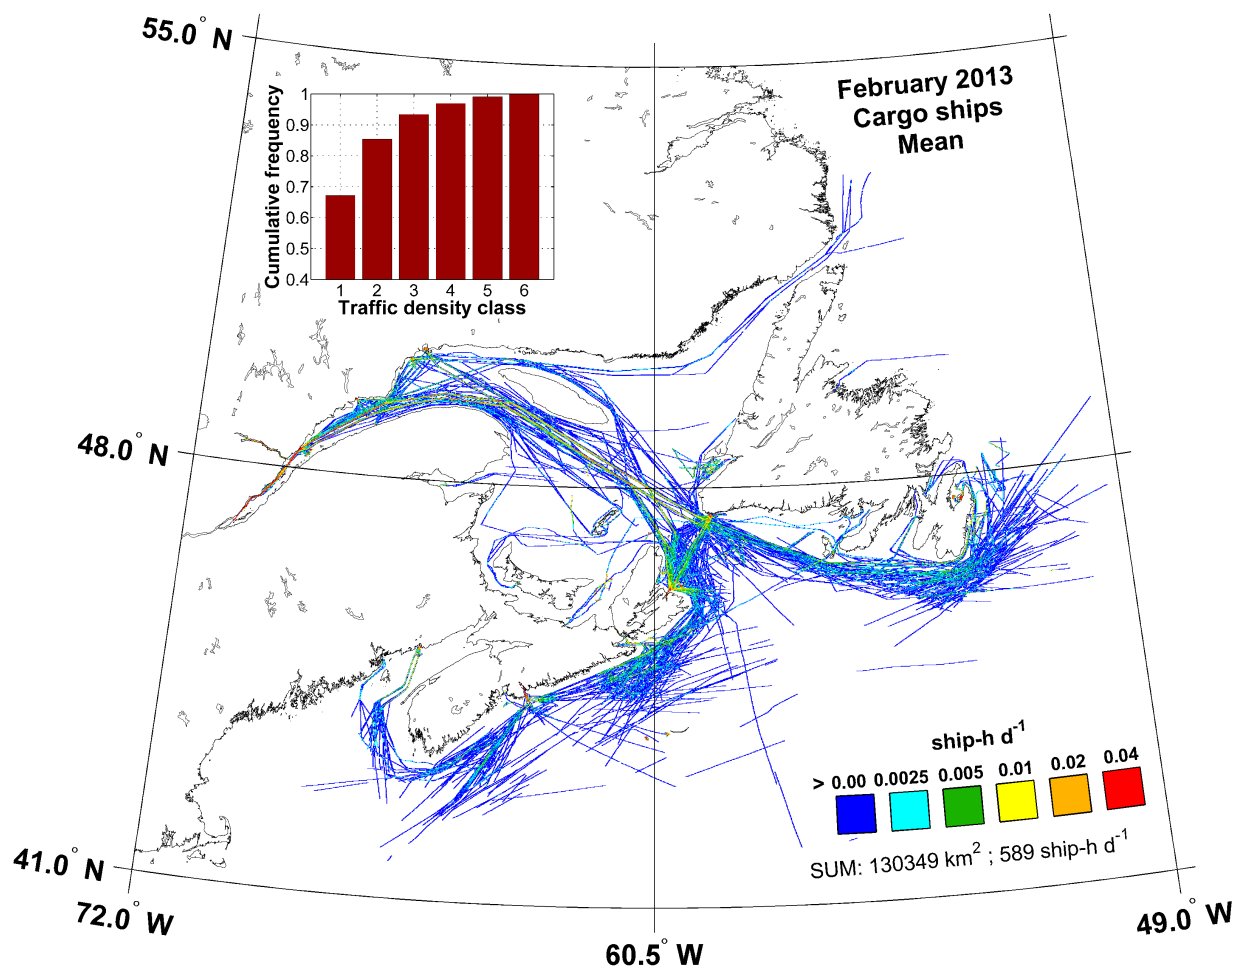 55.0° N
February 2013
Cargo ships
Mean
Cumulative frequency
1
0.9
0.8
0.7
0.6
0.5
0.4
1 2 3 4 5 6
Traffic density class
48.0° N
ship-h d-1
> 0.00 0.0025 0.005 0.01 0.02 0.04
SUM: 130349 km2 ; 589 ship-h d-1
41.0° N
72.0° W
60.5° W
49.0° W